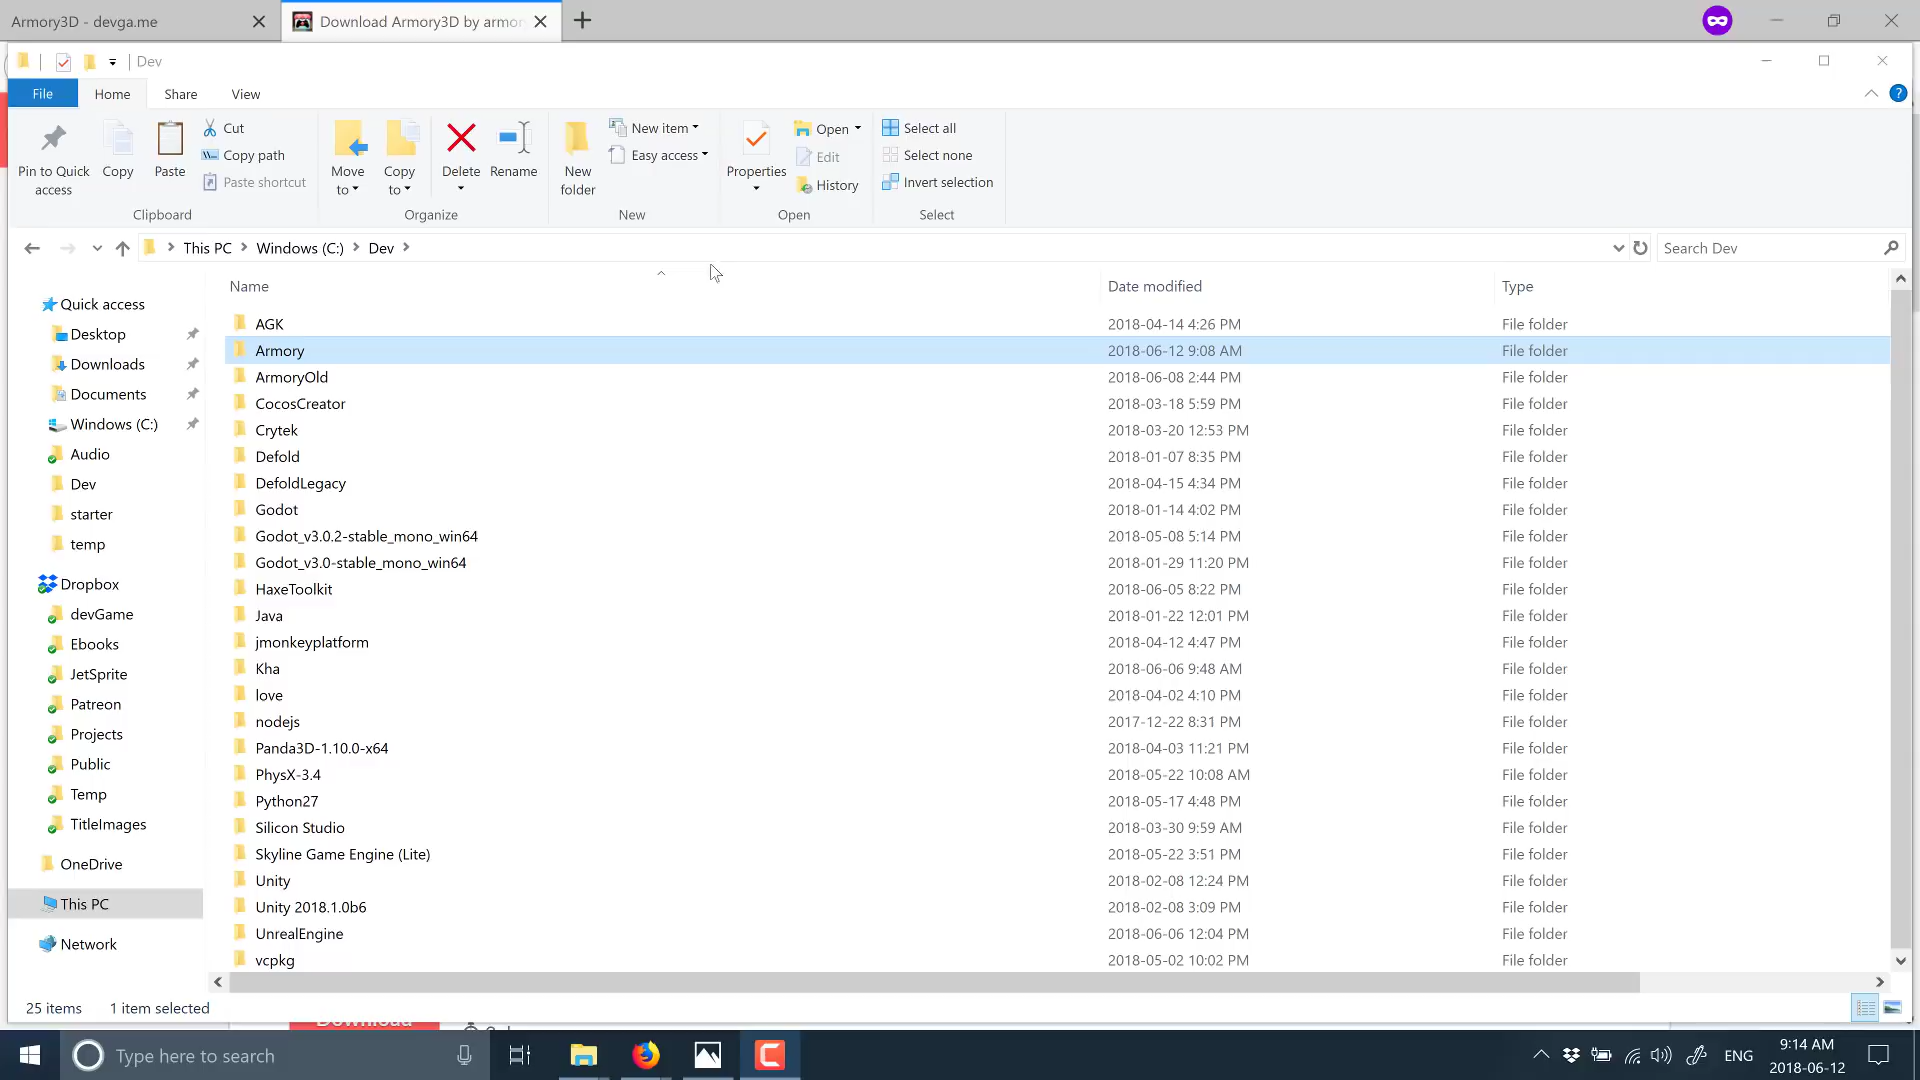 Armory3D - devga.me
Download Armory3D by armor
Dev
File
Home
Share
View
Pin to Quick access
Copy
Paste
Cut
Copy path
Paste shortcut
Clipboard
Move to
Copy to
Delete
Rename
Organize
New folder
New item
Easy access
New
Properties
Open
Edit
History
Open
Select all
Select none
Invert selection
Select
This PC
Windows (C:)
Dev
Search Dev
Name
Date modified
Type
Quick access
Desktop
Downloads
Documents
Windows (C:)
Audio
Dev
starter
temp
Dropbox
devGame
Ebooks
JetSprite
Patreon
Projects
Public
Temp
TitleImages
OneDrive
This PC
Network
AGK 2018-04-14 4:26 PM File folder
Armory 2018-06-12 9:08 AM File folder
ArmoryOld 2018-06-08 2:44 PM File folder
CocosCreator 2018-03-18 5:59 PM File folder
Crytek 2018-03-20 12:53 PM File folder
Defold 2018-01-07 8:35 PM File folder
DefoldLegacy 2018-04-15 4:34 PM File folder
Godot 2018-01-14 4:02 PM File folder
Godot_v3.0.2-stable_mono_win64 2018-05-08 5:14 PM File folder
Godot_v3.0-stable_mono_win64 2018-01-29 11:20 PM File folder
HaxeToolkit 2018-06-05 8:22 PM File folder
Java 2018-01-22 12:01 PM File folder
jmonkeyplatform 2018-04-12 4:47 PM File folder
Kha 2018-06-06 9:48 AM File folder
love 2018-04-02 4:10 PM File folder
nodejs 2017-12-22 8:31 PM File folder
Panda3D-1.10.0-x64 2018-04-03 11:21 PM File folder
PhysX-3.4 2018-05-22 10:08 AM File folder
Python27 2018-05-17 4:48 PM File folder
Silicon Studio 2018-03-30 9:59 AM File folder
Skyline Game Engine (Lite) 2018-05-22 3:51 PM File folder
Unity 2018-02-08 12:24 PM File folder
Unity 2018.1.0b6 2018-02-08 3:09 PM File folder
UnrealEngine 2018-06-06 12:04 PM File folder
vcpkg 2018-05-02 10:02 PM File folder
25 items
1 item selected
Download
Type here to search
ENG
9:14 AM
2018-06-12